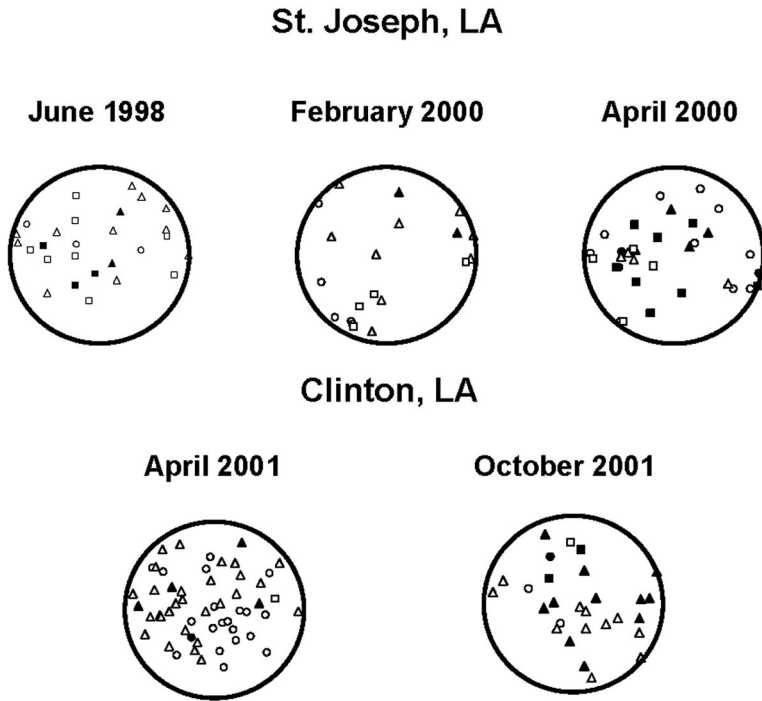 St. Joseph, LA
June 1998
February 2000
April 2000
Clinton, LA
April 2001
October 2001